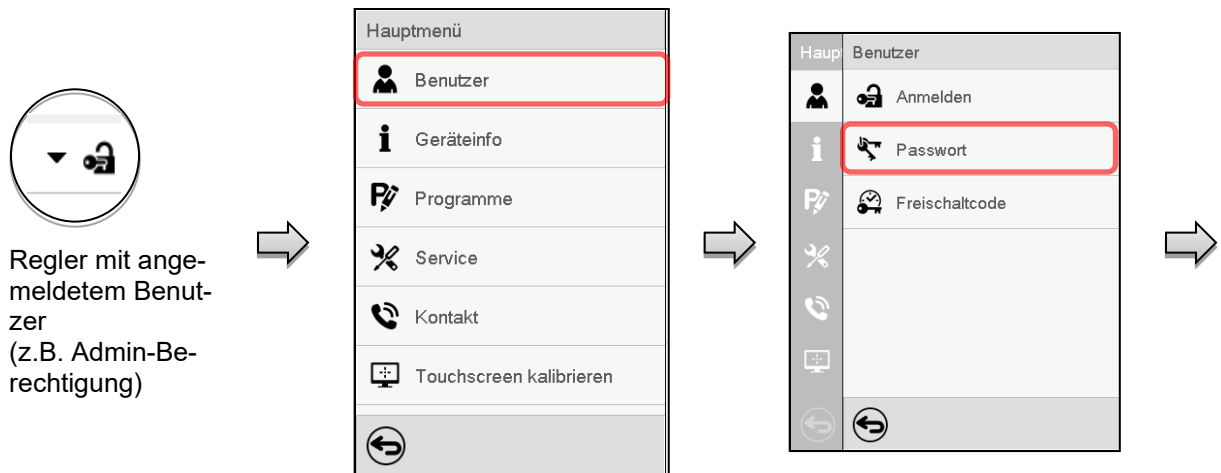 Regler mit ange-
meldetem Benut-
zer
(z.B. Admin-Be-
rechtigung)
Hauptmenü
Benutzer
Geräteinfo
Programme
Service
Kontakt
Touchscreen kalibrieren
Haup
Benutzer
Anmelden
Passwort
Freischaltcode